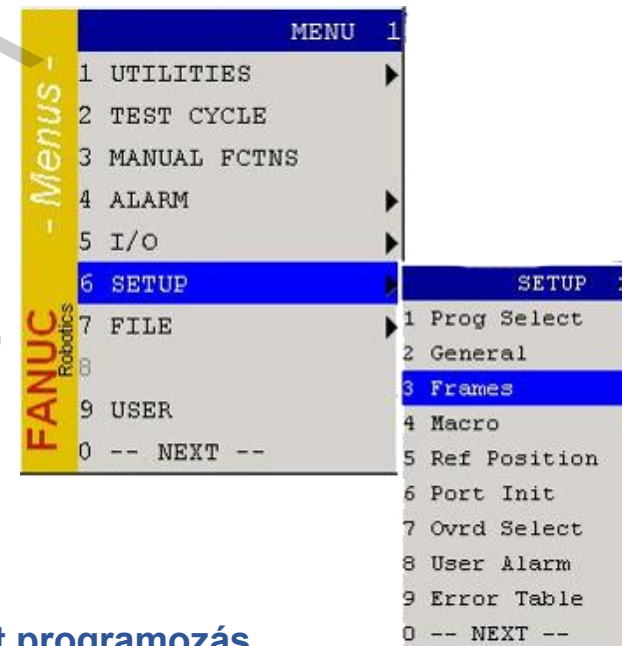 FANUC
Robotics
- Menus -
MENU 1
1 UTILITIES
2 TEST CYCLE
3 MANUAL FCTNS
4 ALARM
5 I/O
6 SETUP
7 FILE
8
9 USER
0 -- NEXT --
SETUP 1
1 Prog Select
2 General
3 Frames
4 Macro
5 Ref Position
6 Port Init
7 Ovrd Select
8 User Alarm
9 Error Table
0 -- NEXT --
t programozás